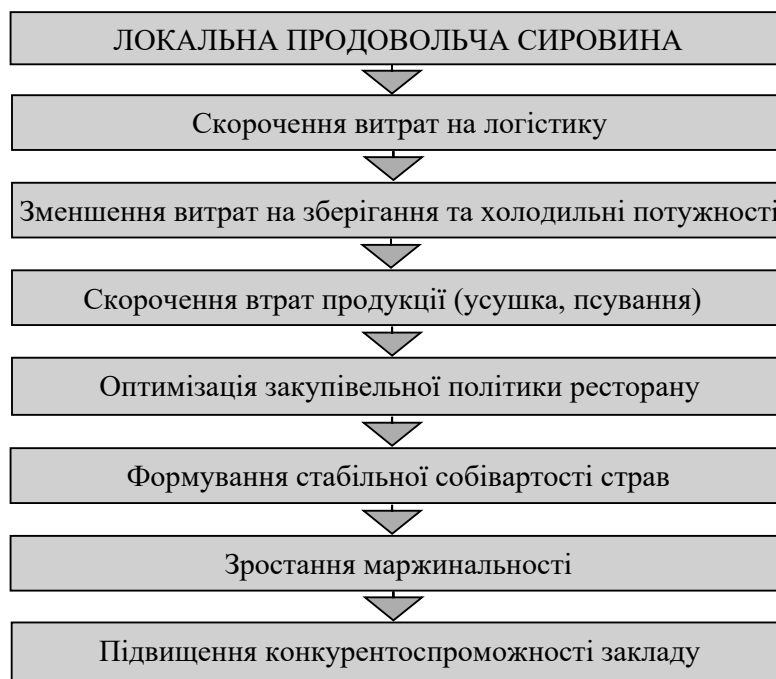 ЛОКАЛЬНА ПРОДОВОЛЬЧА СИРОВИНА
Скорочення витрат на логістику
Зменшення витрат на зберігання та холодильні потужності
Скорочення втрат продукції (усушка, псування)
Оптимізація закупівельної політики ресторану
Формування стабільної собівартості страв
Зростання маржинальності
Підвищення конкурентоспроможності закладу